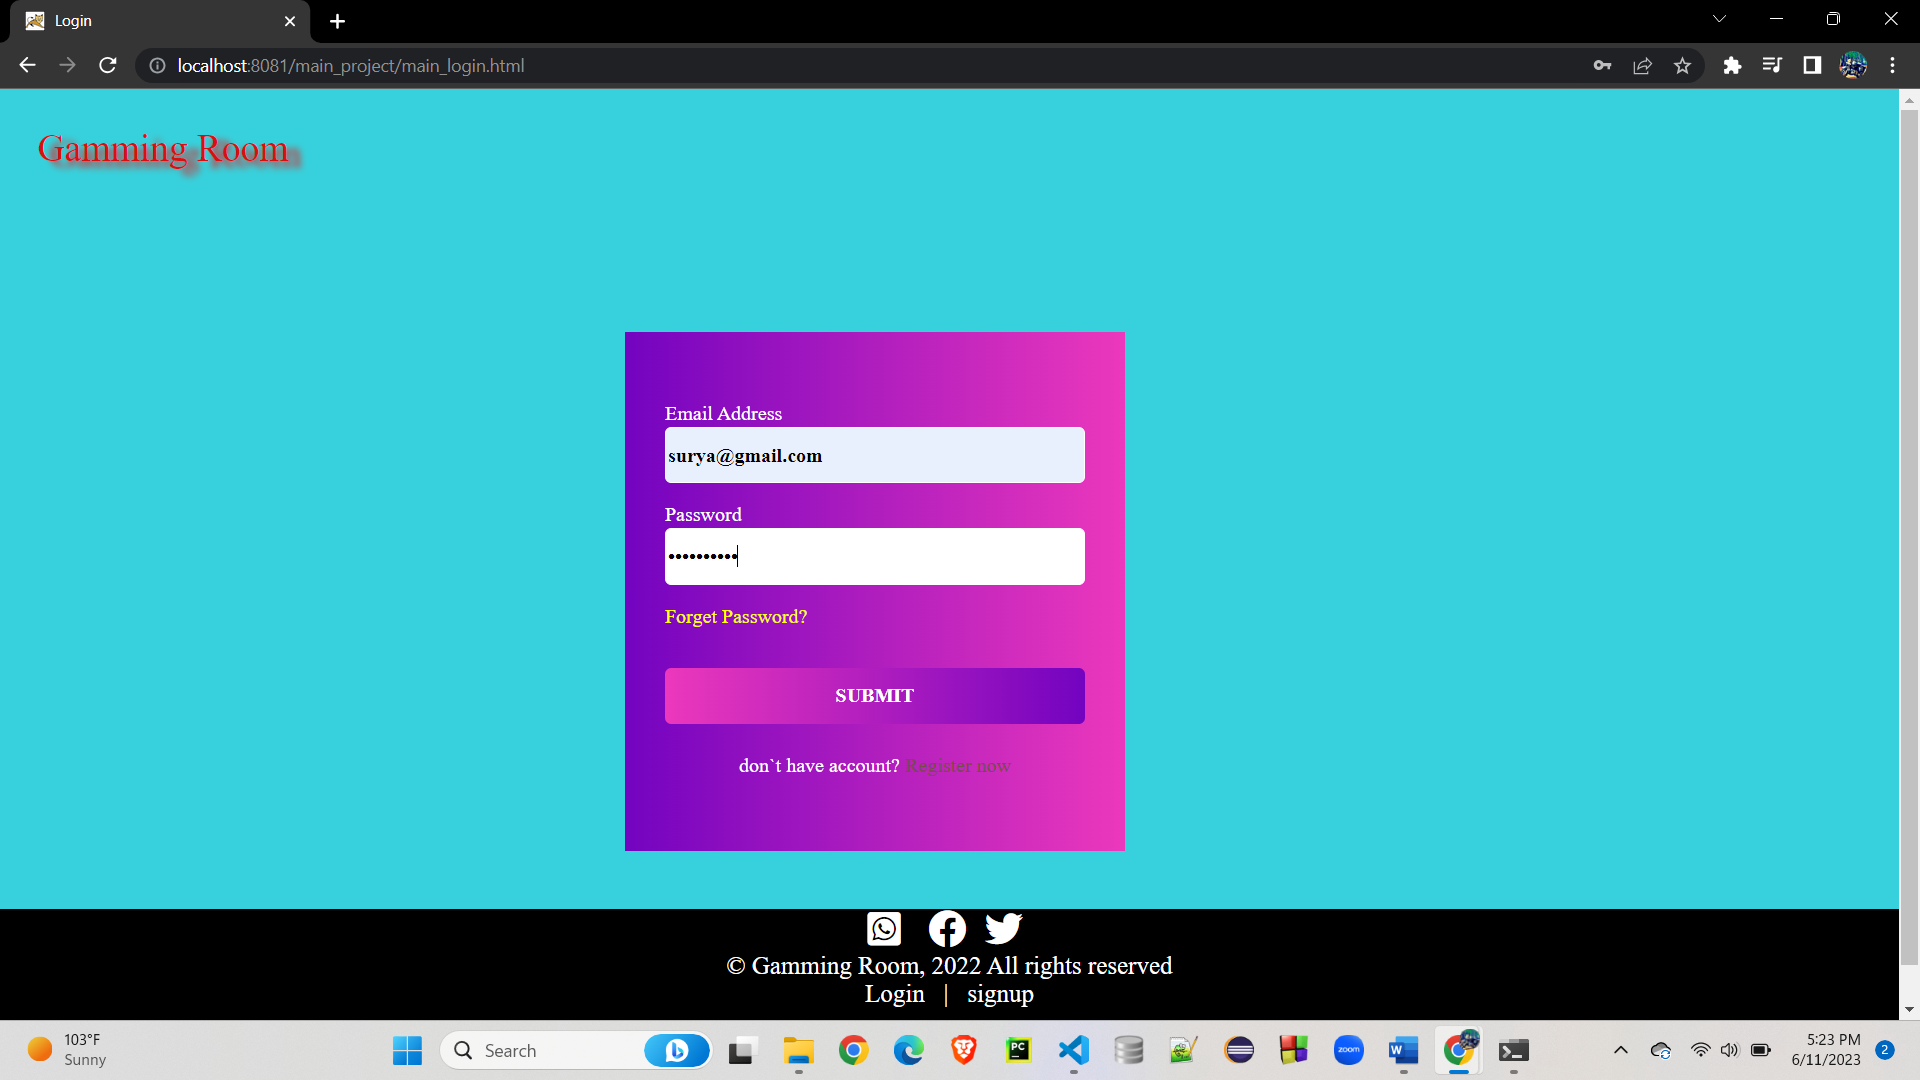 Login
localhost:8081/main_project/main_login.html
Gamming Room
Email Address
surya@gmail.com
Password
••••••••••
Forget Password?
SUBMIT
don`t have account? Register now
© Gamming Room, 2022 All rights reserved
Login | signup
103°F
Sunny
Search
PC
zoom
W
5:23 PM
6/11/2023
2